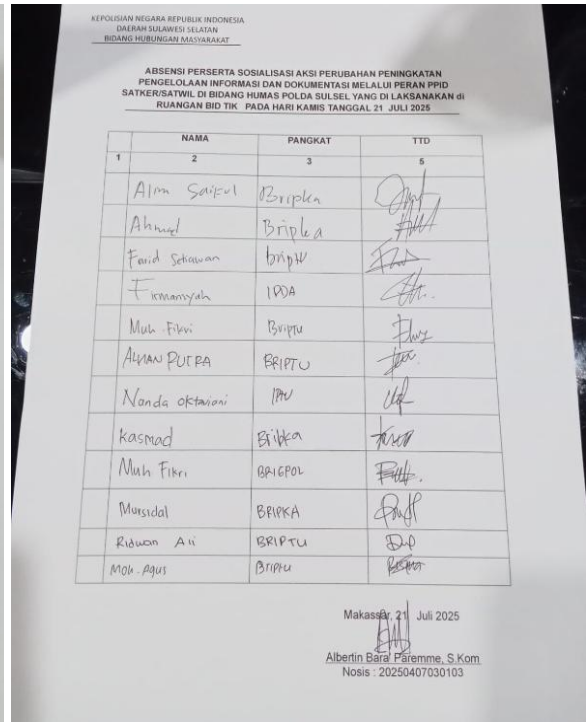 KEPOLISIAN NEGARA REPUBLIK INDONESIA
DAERAH SULAWESI SELATAN
BIDANG HUBUNGAN MASYARAKAT
ABSENSI PERSERTA SOSIALISASI AKSI PERUBAHAN PENINGKATAN
PENGELOLAAN INFORMASI DAN DOKUMENTASI MELALUI PERAN PPID
SATKER/SATWIL DI BIDANG HUMAS POLDA SULSEL YANG DI LAKSANAKAN di
RUANGAN BID TIK PADA HARI KAMIS TANGGAL 21 JULI 2025
NAMA PANGKAT TTD
1 2 3 5
Alim Saiful Bripka
Ahmad Bripka
Farid Setiawan briptu
Firmansyah IPDA
Muh. Fikri Briptu
PUTRA BRIPTU
Nanda Oktaviani
Kasmad Bribka
Muh Fikri BRIGPOL
Mursidal BRIPKA
Ridwan Ali BRIPTU
Moh. Agus Briptu
Makassar, 21 Juli 2025
Albertin Bara' Paremme, S.Kom
Nosis : 20250407030103